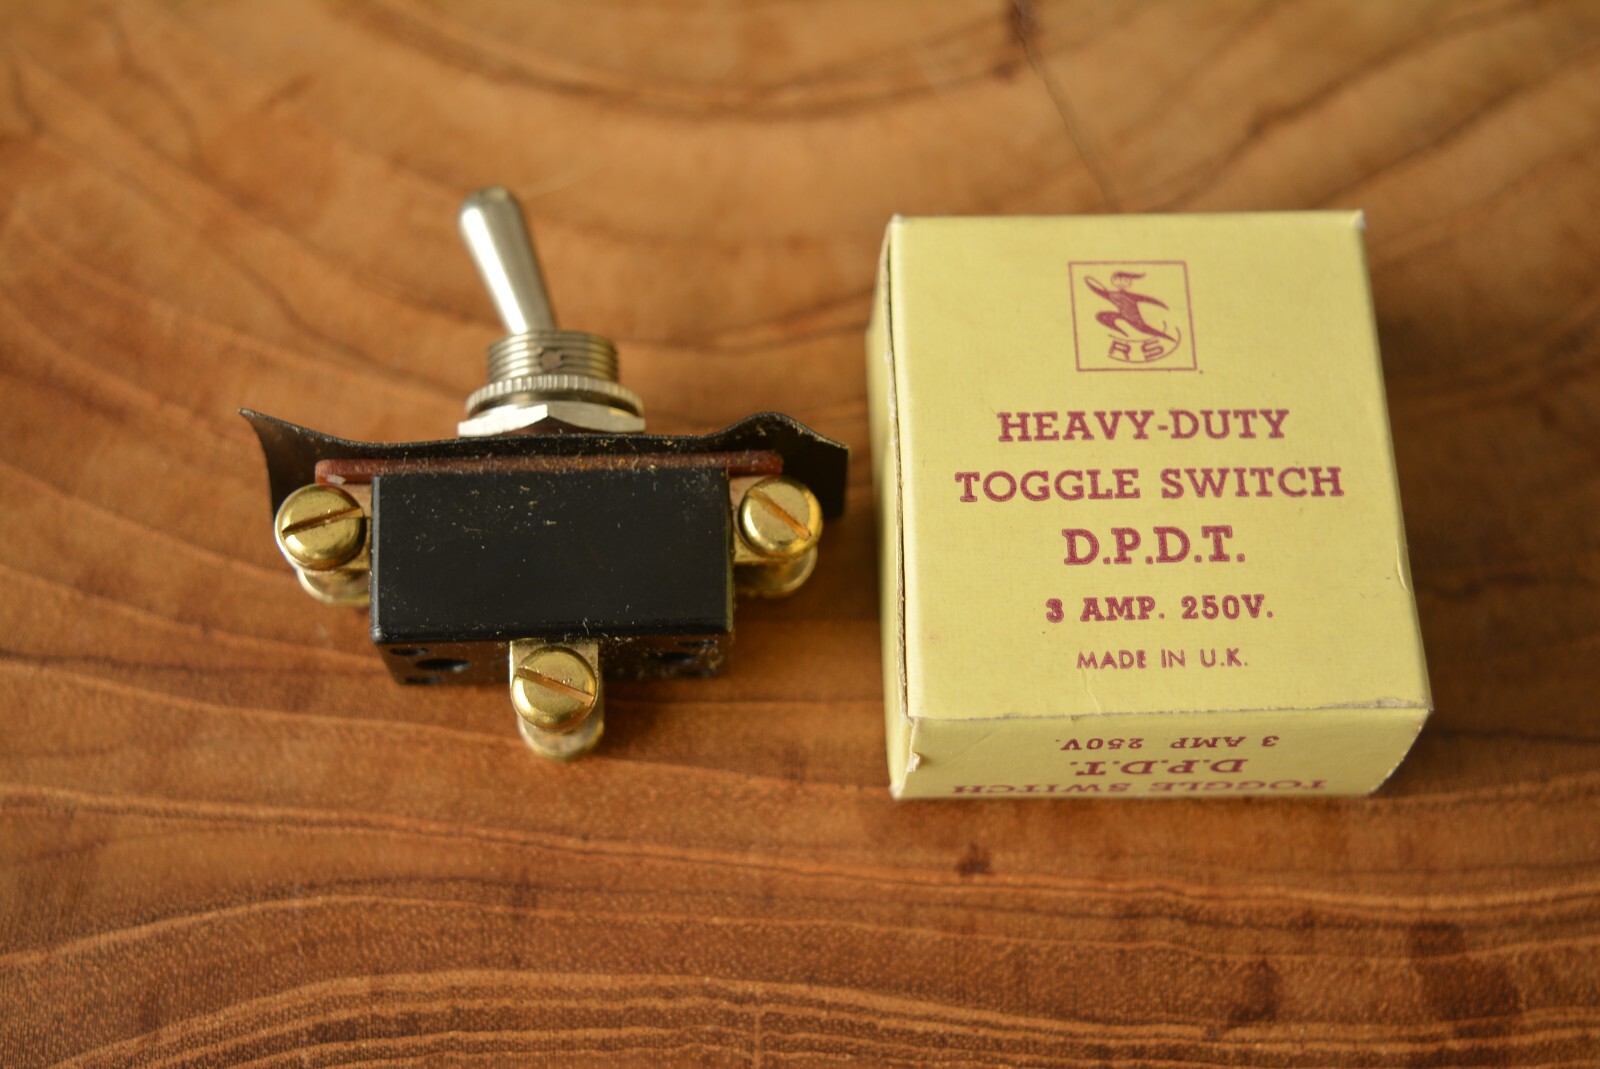 RS
HEAVY-DUTY
TOGGLE SWITCH
D.P.D.T.
3 AMP. 250V.
MADE IN U.K.
TOGGLE SWITCH
D.P.D.T.
3 AMP. 250V.